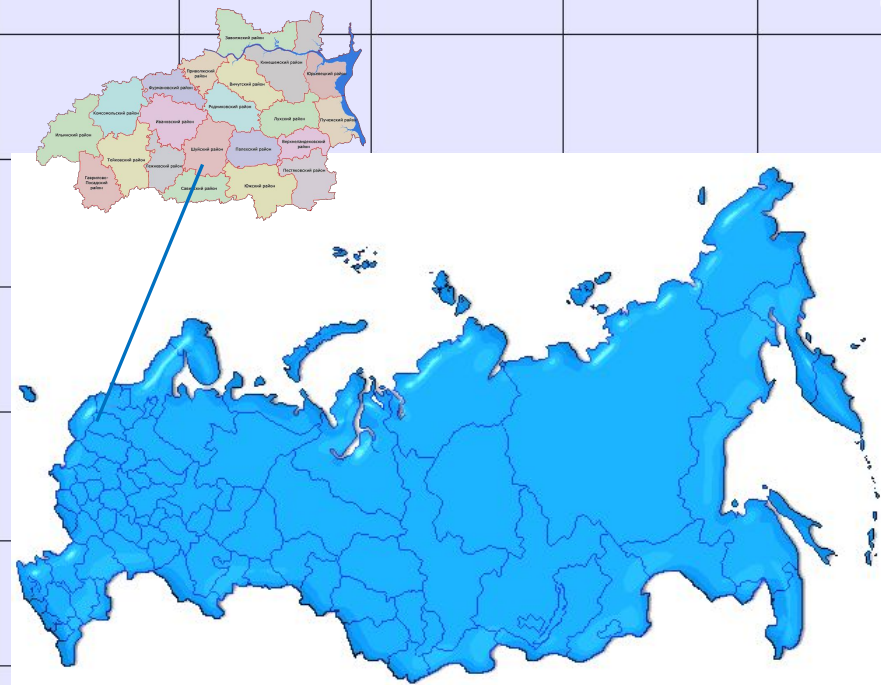 Заволжский район
Кинешемский район
Приволжский
район
Юрьевецкий район
Вичугский район
Фурмановский район
Родниковский район
Комсомольский район
Лухский район
Пучежский район
Ивановский район
Ильинский район
Верхнеландеховский
район
Шуйский район
Палехский район
Тейковский район
Лежневский район
Пестяковский район
Гаврилово-
Посадский
район
Савинский район
Южский район